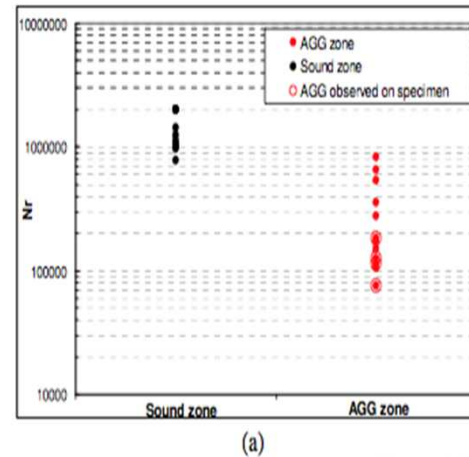 10000000
AGG zone
Sound zone
AGG observed on specimen
1000000
Nr
100000
10000
Sound zone AGG zone
(a)